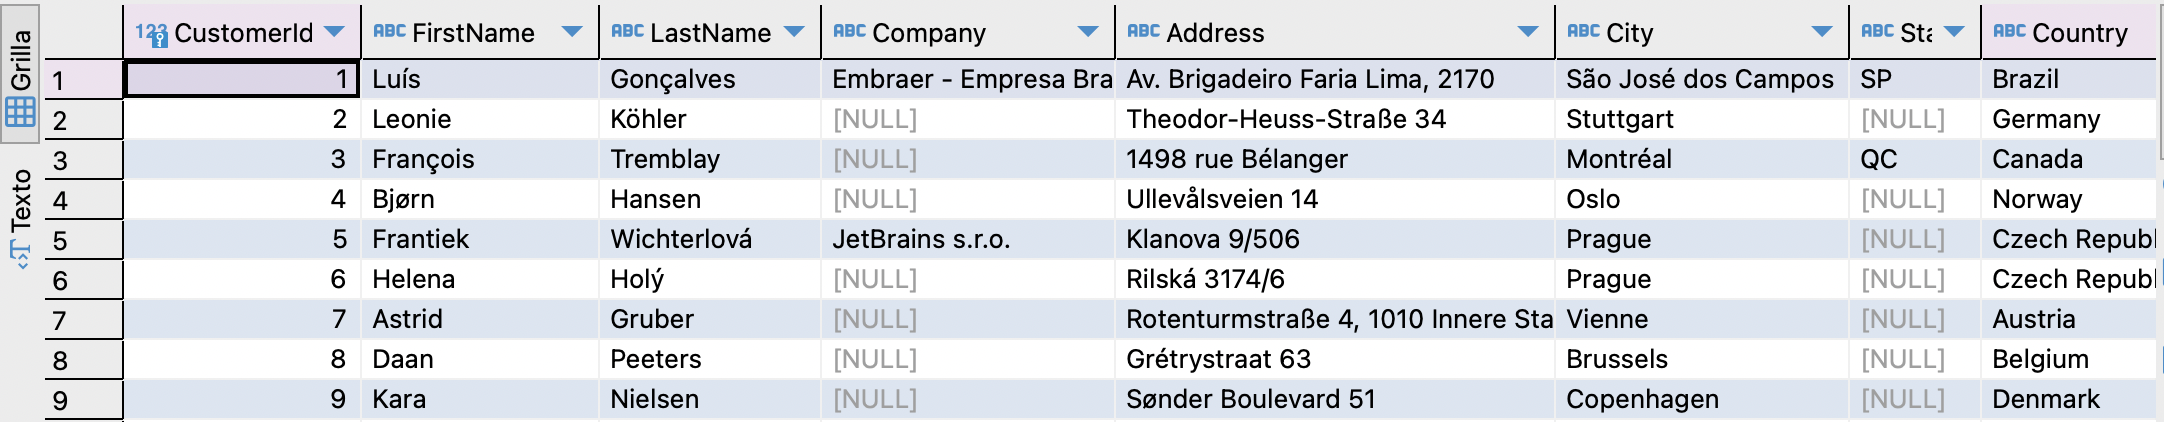 Grilla
Texto
123 CustomerId ABC FirstName ABC LastName ABC Company ABC Address ABC City ABC Sta ABC Country
1 1 Luís Gonçalves Embraer - Empresa Bra Av. Brigadeiro Faria Lima, 2170 São José dos Campos SP Brazil
2 2 Leonie Köhler [NULL] Theodor-Heuss-Straße 34 Stuttgart [NULL] Germany
3 3 François Tremblay [NULL] 1498 rue Bélanger Montréal QC Canada
4 4 Bjørn Hansen [NULL] Ullevålsveien 14 Oslo [NULL] Norway
5 5 Frantiek Wichterlová JetBrains s.r.o. Klanova 9/506 Prague [NULL] Czech Republ
6 6 Helena Holý [NULL] Rilská 3174/6 Prague [NULL] Czech Republ
7 7 Astrid Gruber [NULL] Rotenturmstraße 4, 1010 Innere Sta Vienne [NULL] Austria
8 8 Daan Peeters [NULL] Grétrystraat 63 Brussels [NULL] Belgium
9 9 Kara Nielsen [NULL] Sønder Boulevard 51 Copenhagen [NULL] Denmark